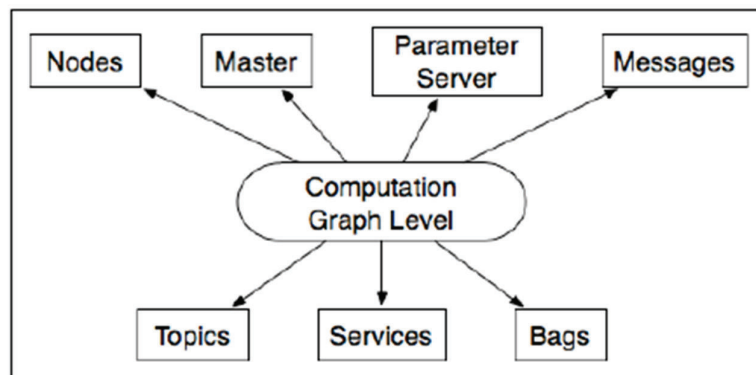 Nodes
Master
Parameter
Server
Messages
Computation
Graph Level
Topics
Services
Bags